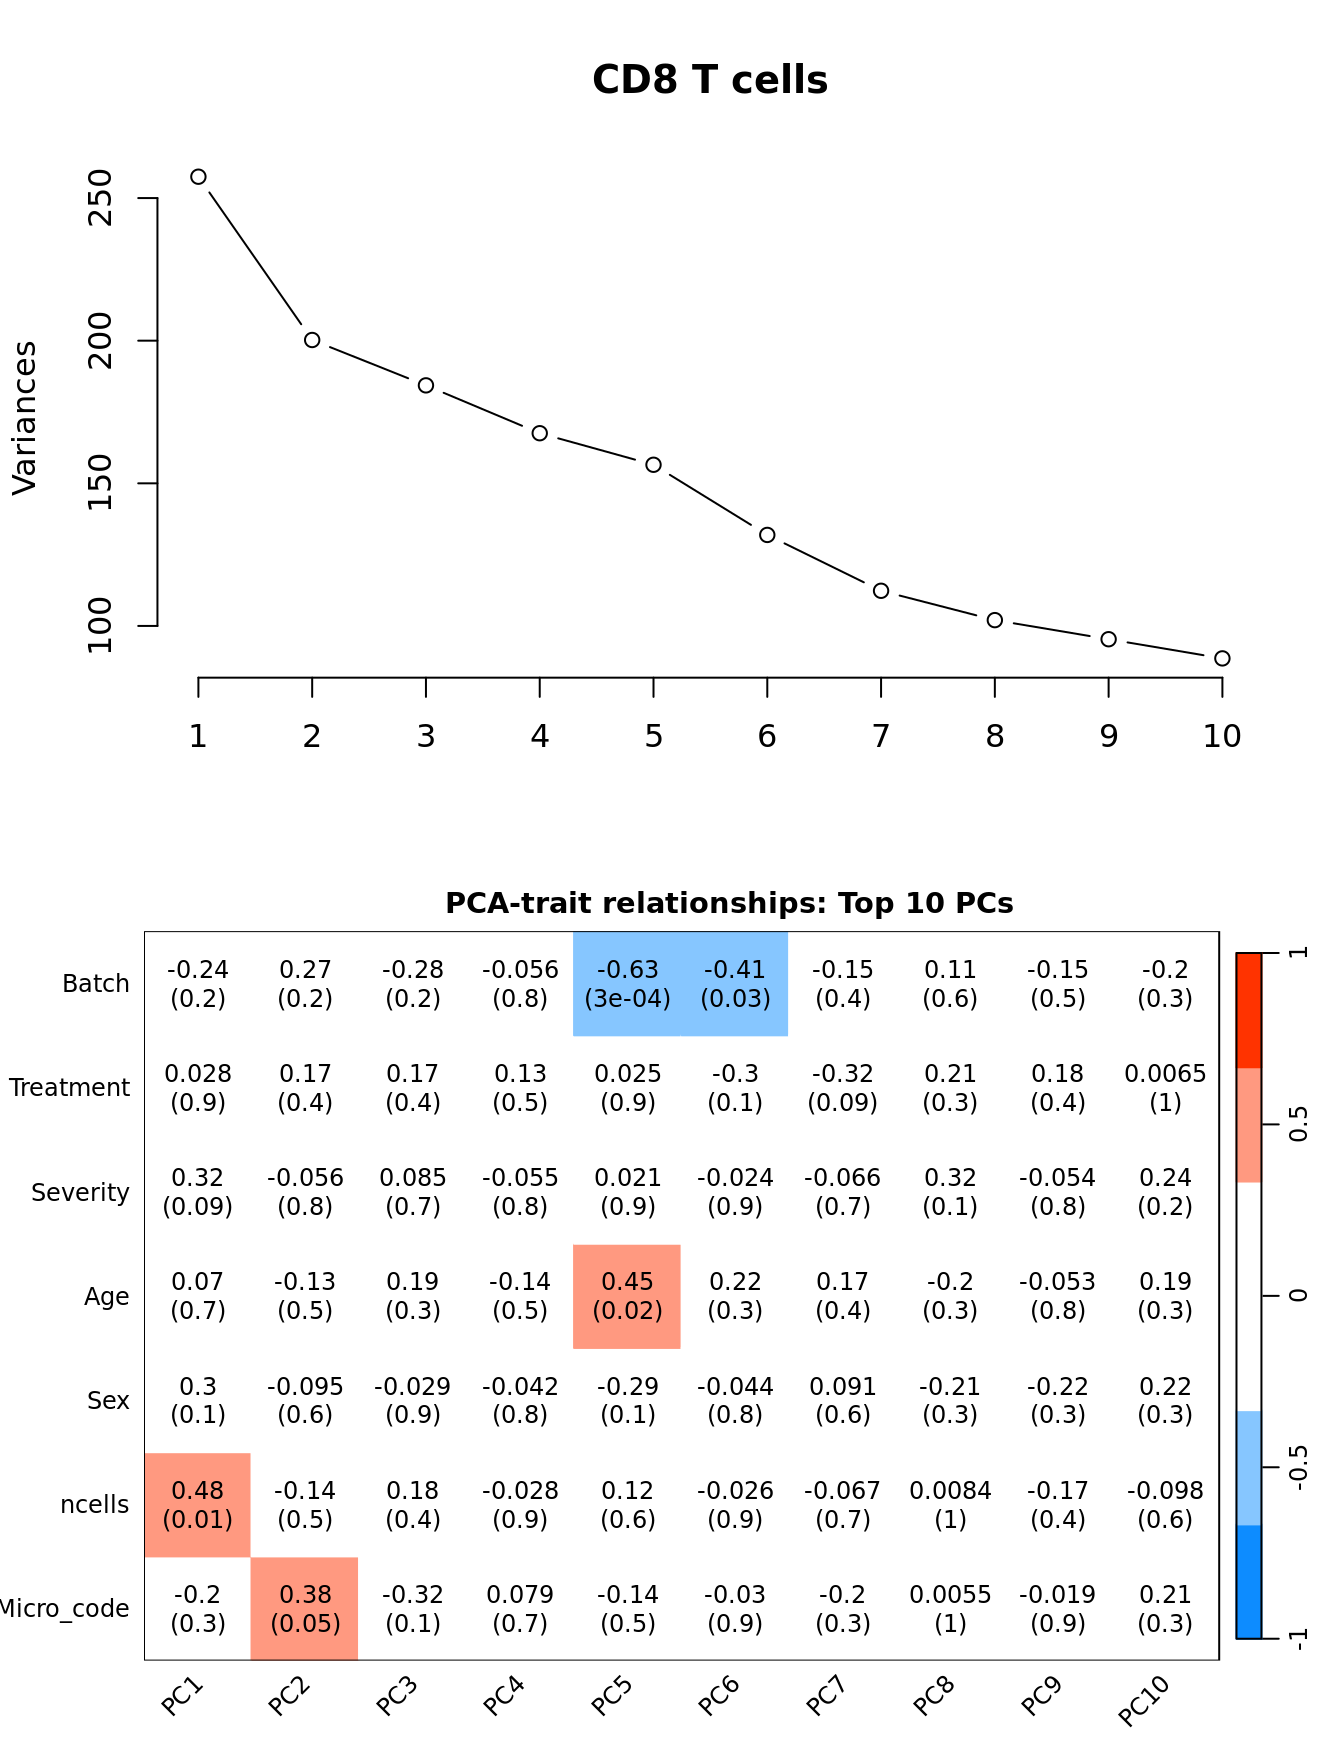 CD8 T cells
Variances
250
200
150
100
1 2 3 4 5 6 7 8 9 10
PCA-trait relationships: Top 10 PCs
Batch -0.24 0.27 -0.28 -0.056 -0.63 -0.41 -0.15 0.11 -0.15 -0.2
(0.2) (0.2) (0.2) (0.8) (3e-04) (0.03) (0.4) (0.6) (0.5) (0.3)
Treatment 0.028 0.17 0.17 0.13 0.025 -0.3 -0.32 0.21 0.18 0.0065
(0.9) (0.4) (0.4) (0.5) (0.9) (0.1) (0.09) (0.3) (0.4) (1)
Severity 0.32 -0.056 0.085 -0.055 0.021 -0.024 -0.066 0.32 -0.054 0.24
(0.09) (0.8) (0.7) (0.8) (0.9) (0.9) (0.7) (0.1) (0.8) (0.2)
Age 0.07 -0.13 0.19 -0.14 0.45 0.22 0.17 -0.2 -0.053 0.19
(0.7) (0.5) (0.3) (0.5) (0.02) (0.3) (0.4) (0.3) (0.8) (0.3)
Sex 0.3 -0.095 -0.029 -0.042 -0.29 -0.044 0.091 -0.21 -0.22 0.22
(0.1) (0.6) (0.9) (0.8) (0.1) (0.8) (0.6) (0.3) (0.3) (0.3)
ncells 0.48 -0.14 0.18 -0.028 0.12 -0.026 -0.067 0.0084 -0.17 -0.098
(0.01) (0.5) (0.4) (0.9) (0.6) (0.9) (0.7) (1) (0.4) (0.6)
Micro_code -0.2 0.38 -0.32 0.079 -0.14 -0.03 -0.2 0.0055 -0.019 0.21
(0.3) (0.05) (0.1) (0.7) (0.5) (0.9) (0.3) (1) (0.9) (0.3)
PC1 PC2 PC3 PC4 PC5 PC6 PC7 PC8 PC9 PC10
1
0.5
0
-0.5
-1